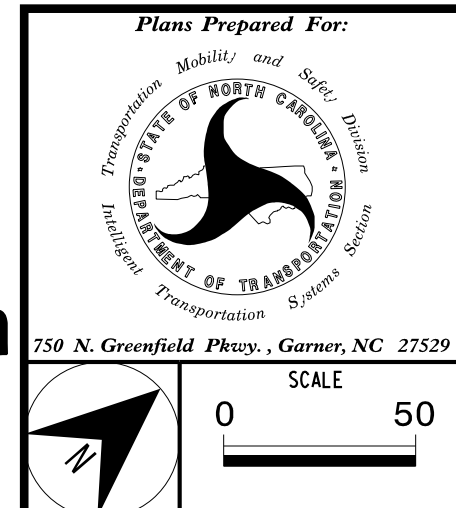 Plans Prepared For:
Transportation Mobility and Safety Division
STATE OF NORTH CAROLINA
DEPARTMENT OF TRANSPORTATION
Intelligent Transportation Systems Section
750 N. Greenfield Pkwy. , Garner, NC 27529
SCALE
0 50
N